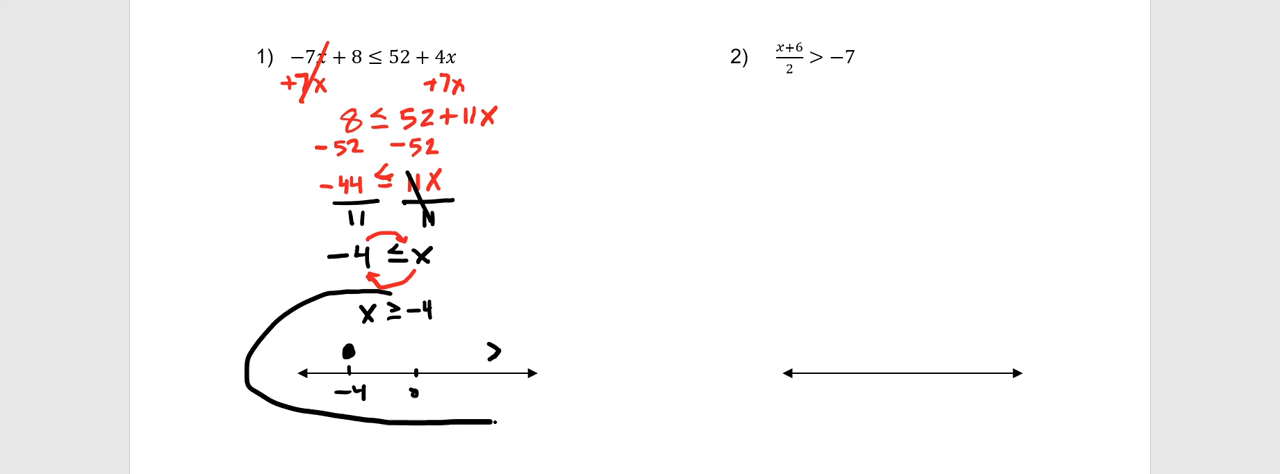 1) −7x + 8 ≤ 52 + 4x
+7x +7x
8 ≤ 52 + 11x
-52 -52
-44 ≤ 11x
11 11
-4 ≤ x
x ≥ -4
-4 0
2) x+6/2 > −7